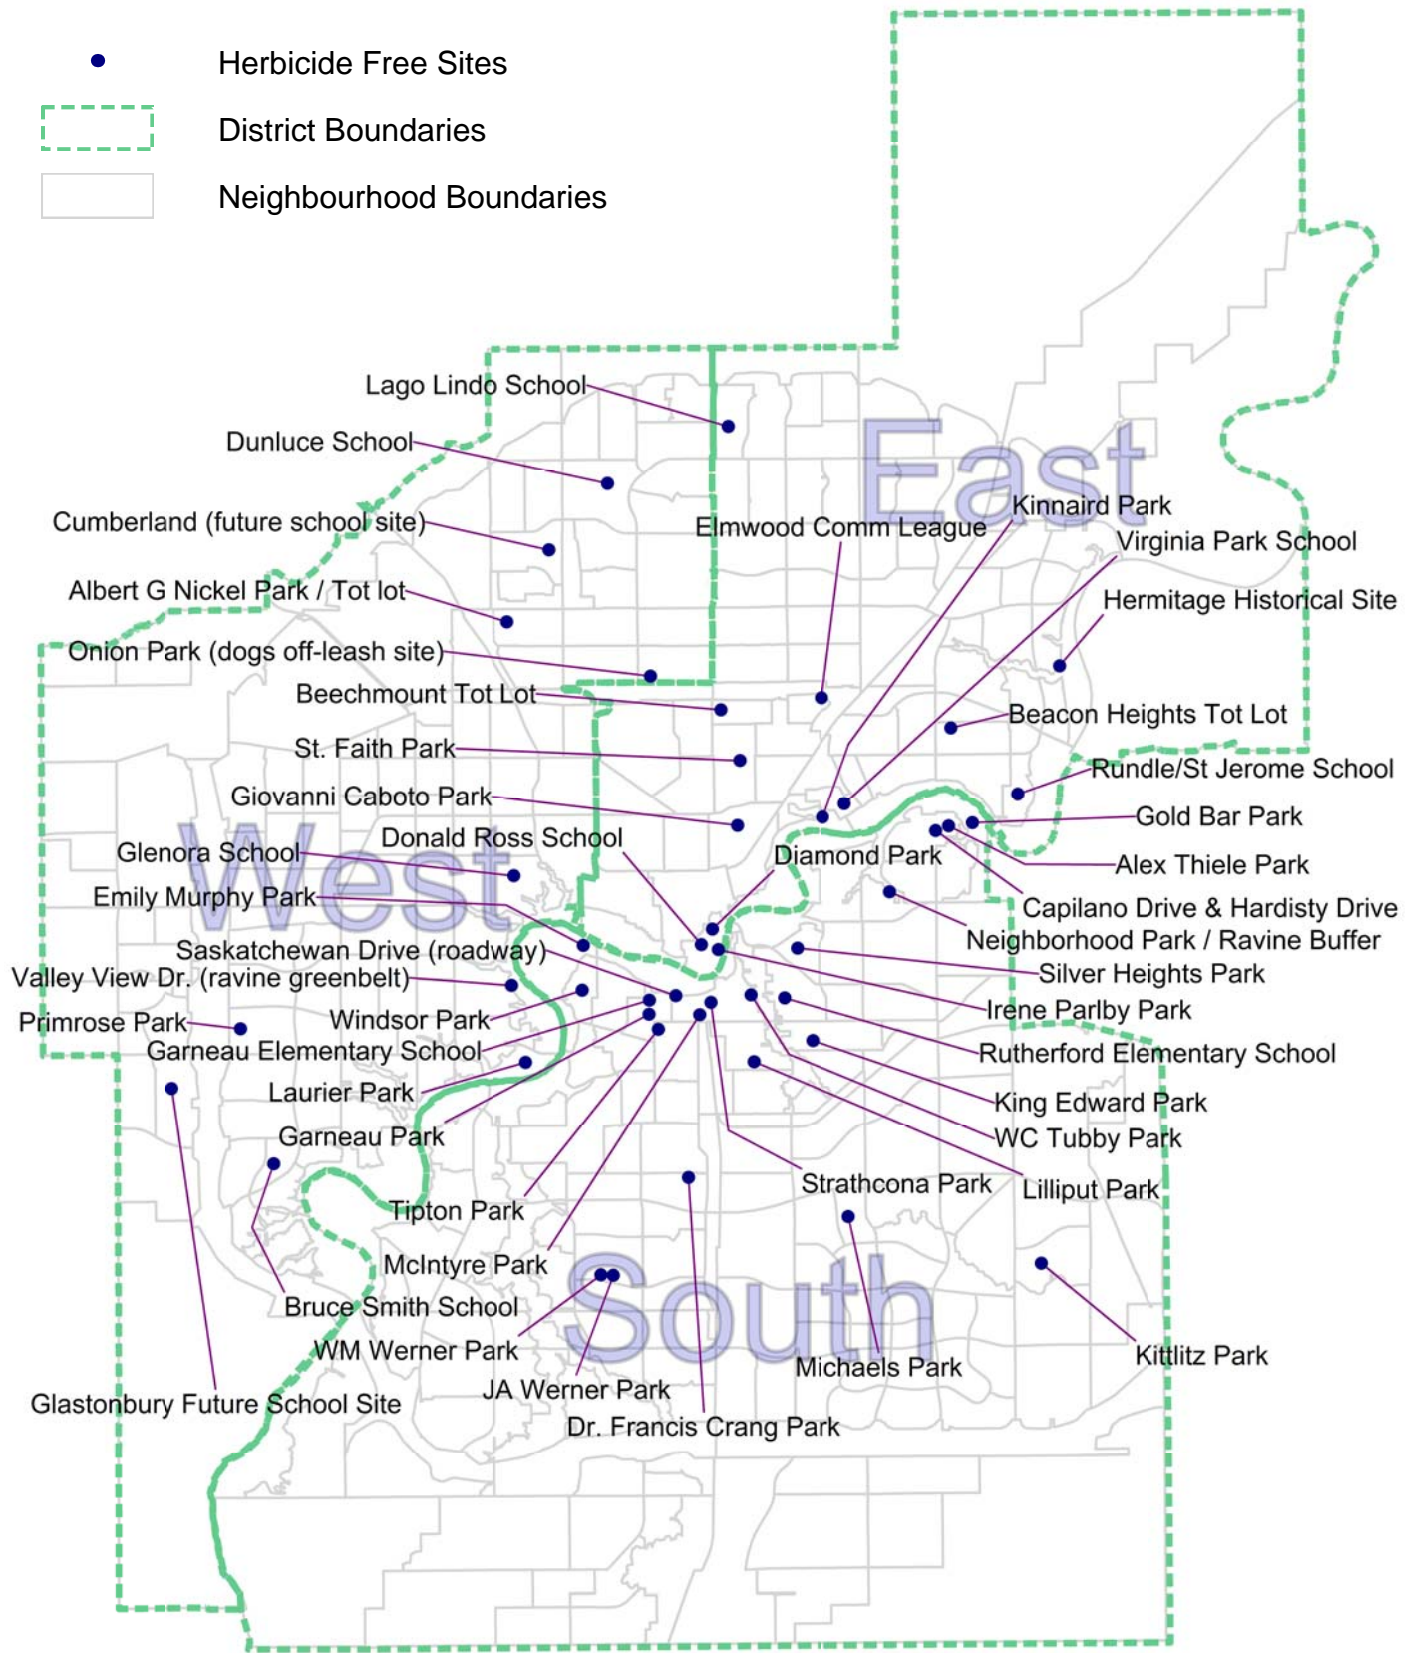 Herbicide Free Sites
District Boundaries
Neighbourhood Boundaries
Lago Lindo School
Dunluce School
East
Kinnaird Park
Cumberland (future school site)
Elmwood Comm League
Virginia Park School
Albert G Nickel Park / Tot lot
Hermitage Historical Site
Onion Park (dogs off-leash site)
Beechmount Tot Lot
Beacon Heights Tot Lot
St. Faith Park
Rundle/St Jerome School
Giovanni Caboto Park
Gold Bar Park
Donald Ross School
West
Glenora School
Diamond Park
Alex Thiele Park
Emily Murphy Park
Capilano Drive & Hardisty Drive
Neighborhood Park / Ravine Buffer
Saskatchewan Drive (roadway)
Silver Heights Park
Valley View Dr. (ravine greenbelt)
Irene Parlby Park
Primrose Park
Windsor Park
Garneau Elementary School
Rutherford Elementary School
Laurier Park
King Edward Park
Garneau Park
WC Tubby Park
Strathcona Park
Lilliput Park
Tipton Park
McIntyre Park
South
Bruce Smith School
WM Werner Park
Michaels Park
Kittlitz Park
JA Werner Park
Glastonbury Future School Site
Dr. Francis Crang Park